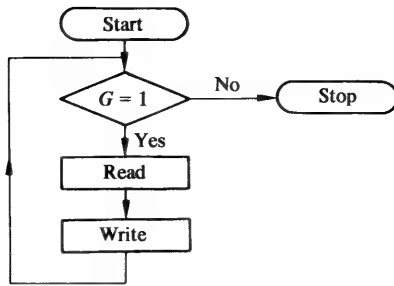 Start
G = 1
No
Stop
Yes
Read
Write